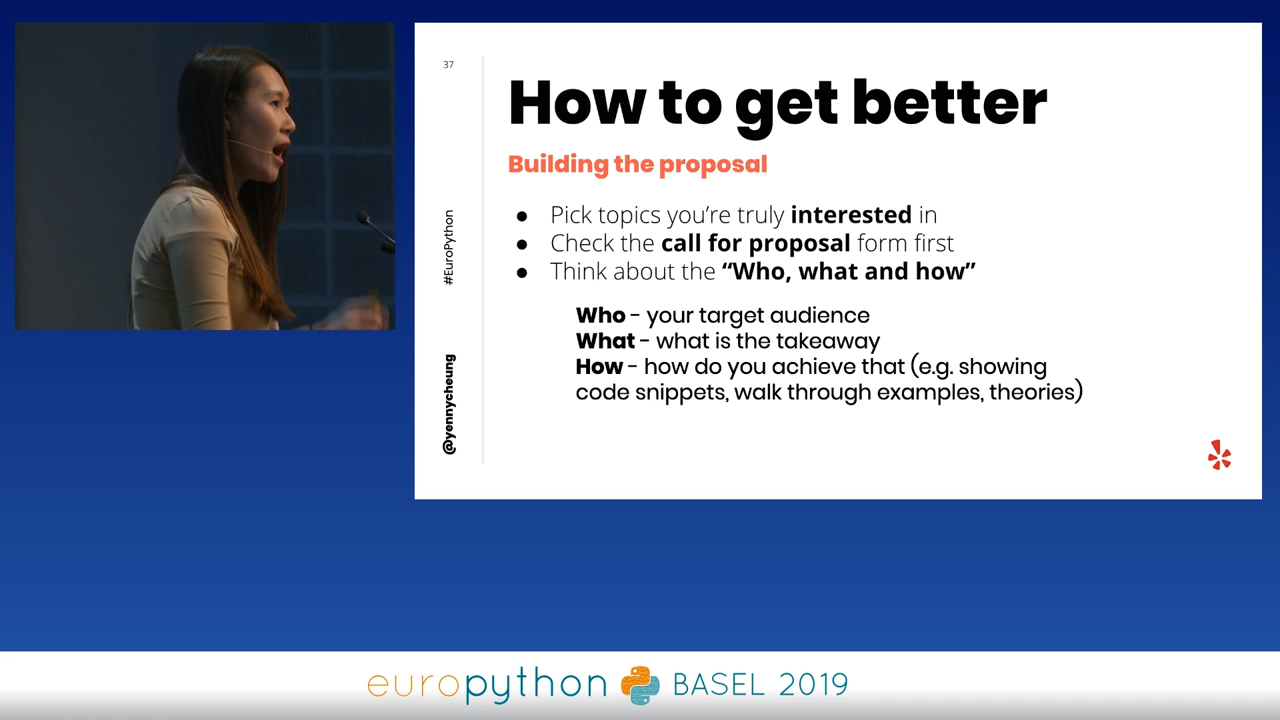 37
How to get better
Building the proposal
● Pick topics you’re truly interested in
● Check the call for proposal form first
● Think about the “Who, what and how”
Who - your target audience
What - what is the takeaway
How - how do you achieve that (e.g. showing
code snippets, walk through examples, theories)
#EuroPython
@yennycheung
europython BASEL 2019